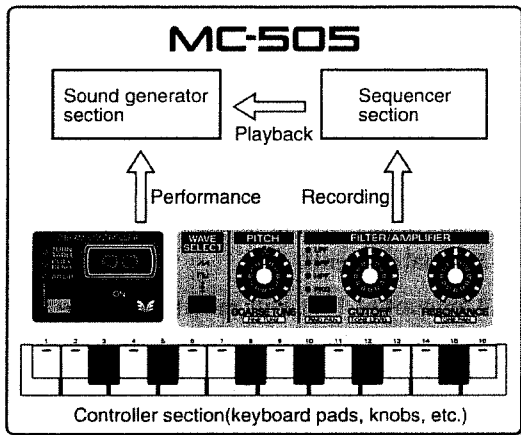 MC-505
Sound generator
section
Sequencer
section
Playback
Performance
Recording
WAVE
SELECT
PITCH
FILTER/AMPLIFIER
ON
COARSE TUNE
CUTOFF
RESONANCE
1 2 3 4 5 6 7 8 9 10 11 12 13 14 15 16
Controller section(keyboard pads, knobs, etc.)